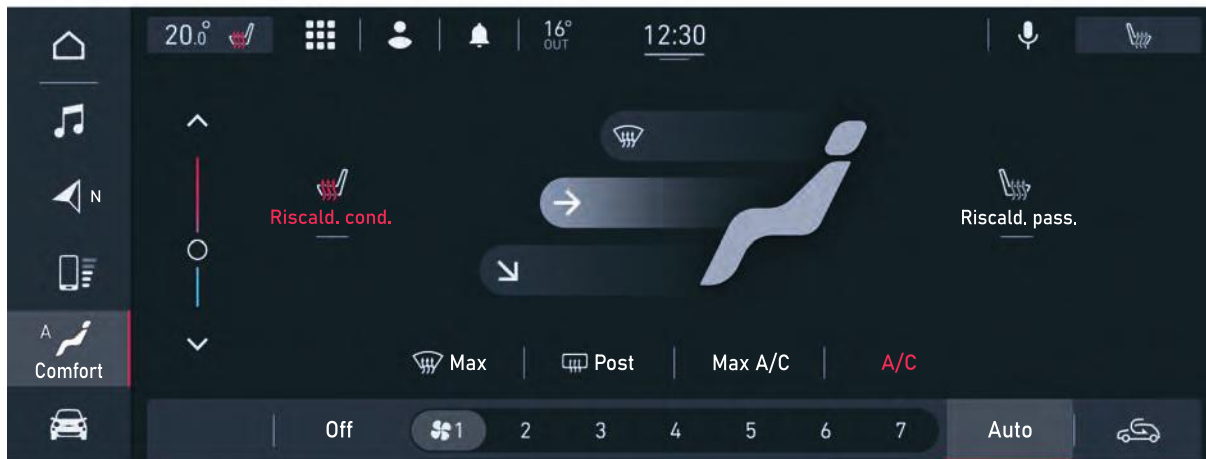 20.0° 16° 12:30
OUT
N
Riscald. cond. Riscald. pass.
A
Comfort
Max Post Max A/C A/C
Off 1 2 3 4 5 6 7 Auto